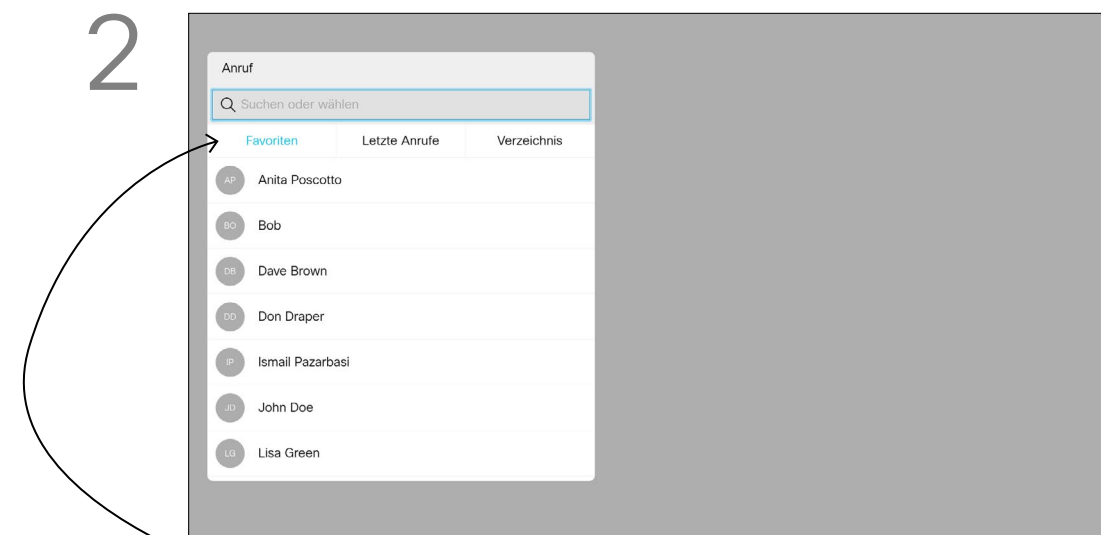 2
Anruf
Suchen oder wählen
Favoriten Letzte Anrufe Verzeichnis
AP Anita Poscotto
BO Bob
DB Dave Brown
DD Don Draper
IP Ismail Pazarbasi
JD John Doe
LG Lisa Green